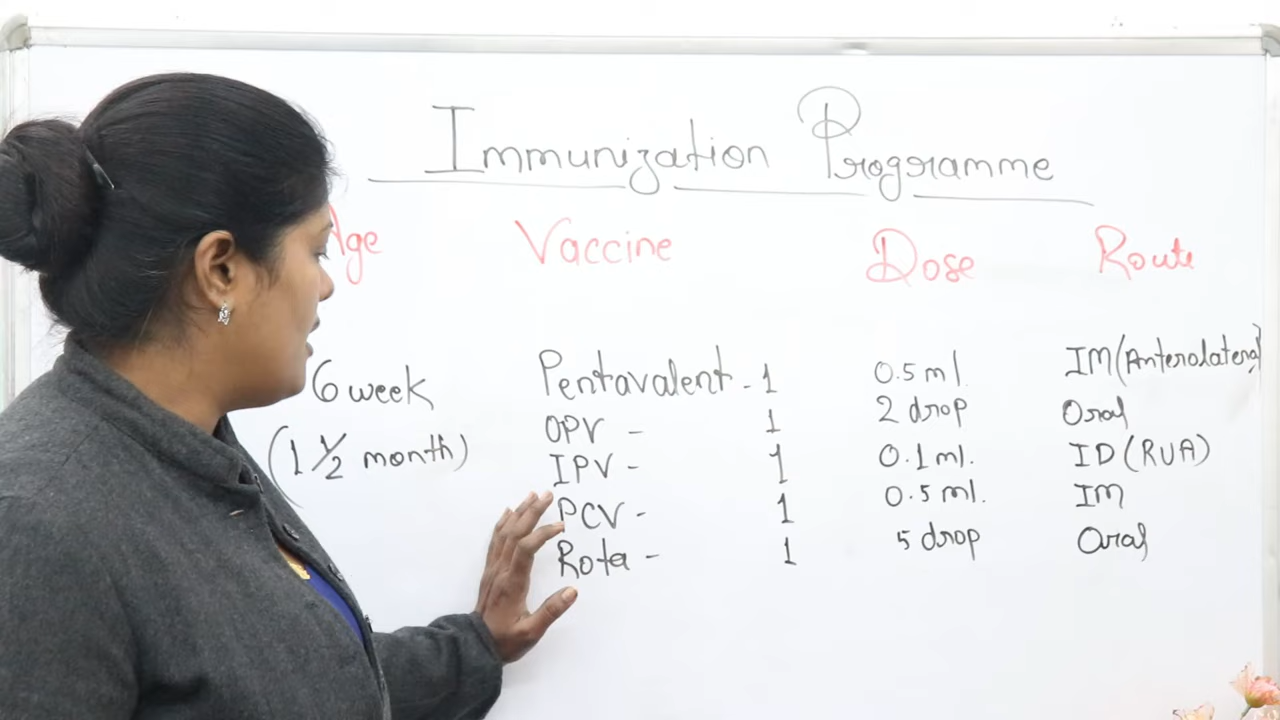 Immunization Programme
Age Vaccine Dose Route
6 week Pentavalent - 1 0.5 ml. IM (Anterolateral)
(1 1/2 month) OPV - 1 2 drop Oral
IPV - 1 0.1 ml. ID (RUA)
PCV - 1 0.5 ml. IM
Rota - 1 5 drop Oral